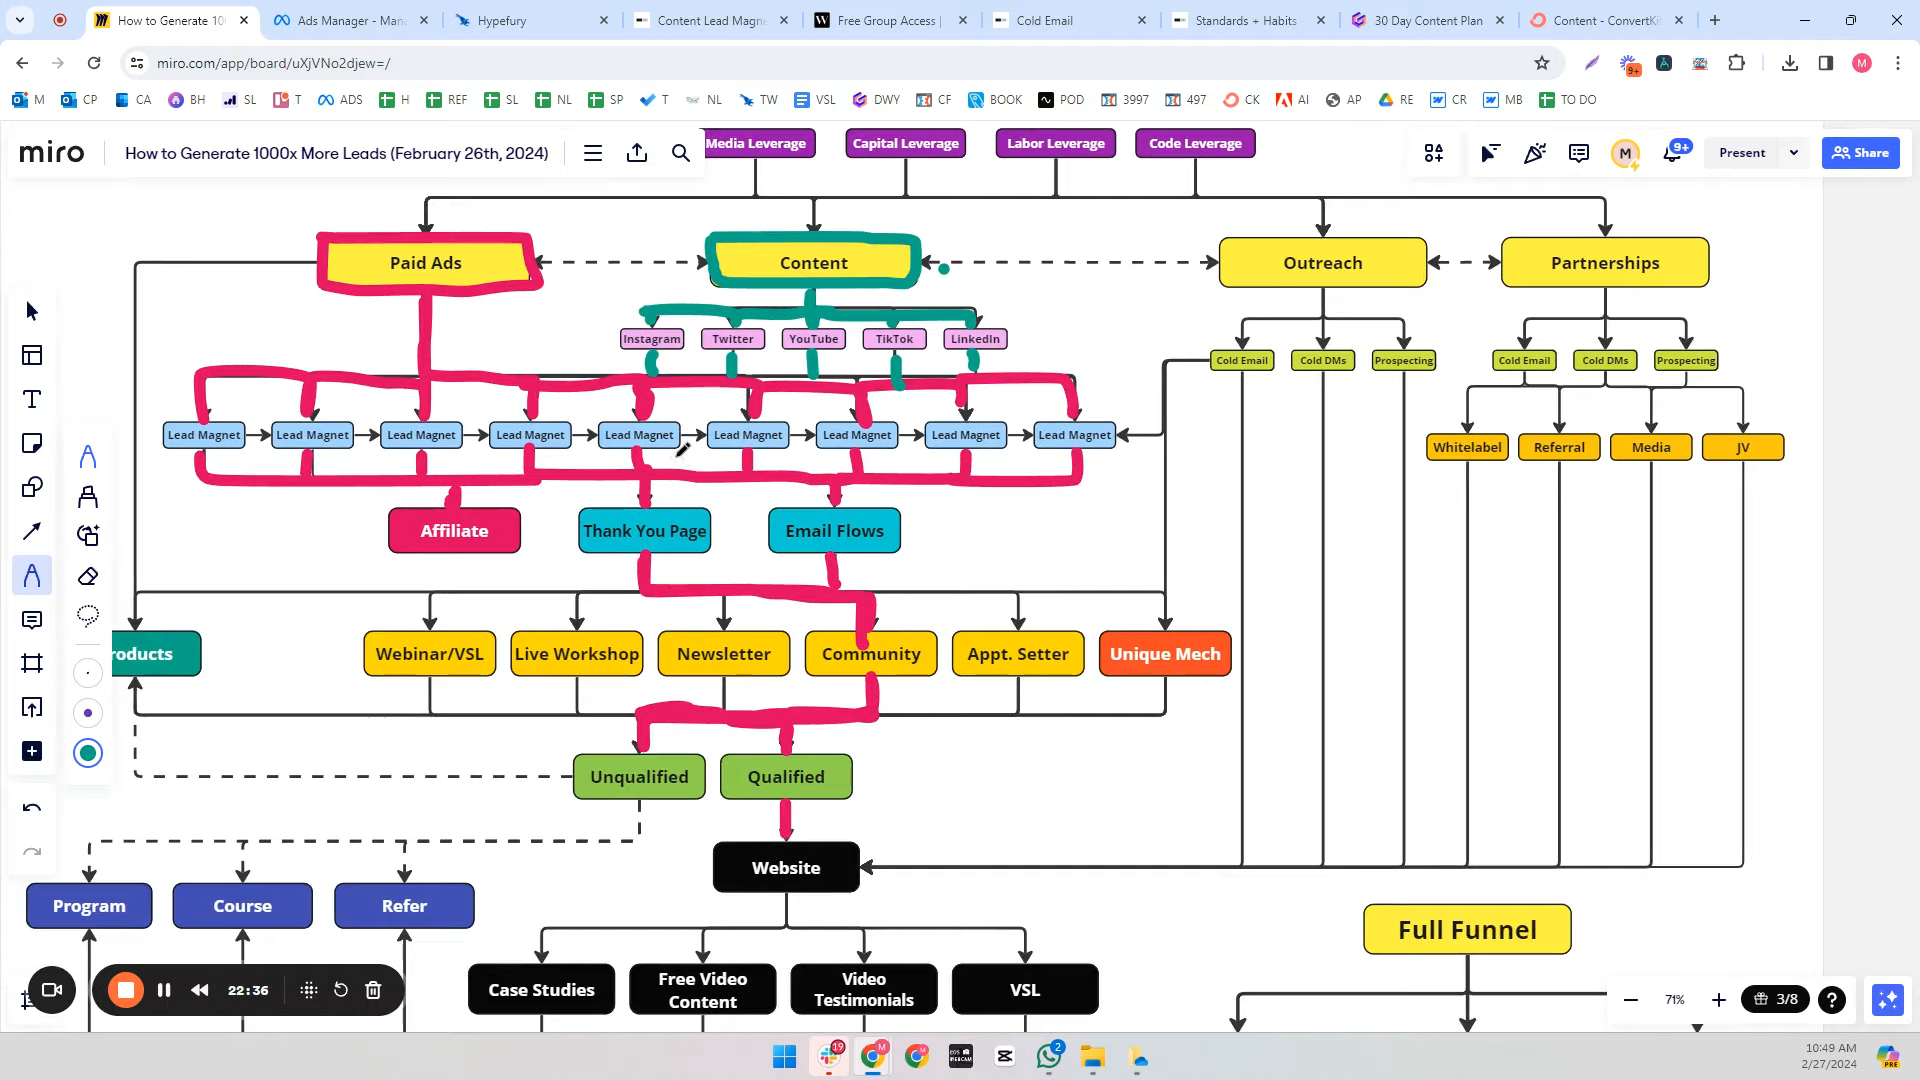 How to Generate 10
Ads Manager - Man
Hypefury
Content Lead Magn
Free Group Access |
Cold Email
Standards + Habits
30 Day Content Plan
Content - ConvertKi
miro.com/app/board/uXjVNo2djew=/
9+
M
M
CP
CA
BH
SL
T
ADS
H
REF
SL
NL
SP
T
NL
TW
VSL
DWY
CF
BOOK
POD
3997
497
CK
AI
AP
RE
CR
MB
TO DO
miro
How to Generate 1000x More Leads (February 26th, 2024)
Media Leverage
Capital Leverage
Labor Leverage
Code Leverage
M
9+
Present
Share
Paid Ads
Content
Outreach
Partnerships
Instagram
Twitter
YouTube
TikTok
LinkedIn
Cold Email
Cold DMs
Prospecting
Cold Email
Cold DMs
Prospecting
Lead Magnet
Lead Magnet
Lead Magnet
Lead Magnet
Lead Magnet
Lead Magnet
Lead Magnet
Lead Magnet
Lead Magnet
Whitelabel
Referral
Media
JV
Affiliate
Thank You Page
Email Flows
roducts
Webinar/VSL
Live Workshop
Newsletter
Community
Appt. Setter
Unique Mech
Unqualified
Qualified
Website
Program
Course
Refer
Full Funnel
Case Studies
Free Video
Content
Video
Testimonials
VSL
22:36
71%
3/8
?
19
M
2
10:49 AM
2/27/2024
PRE